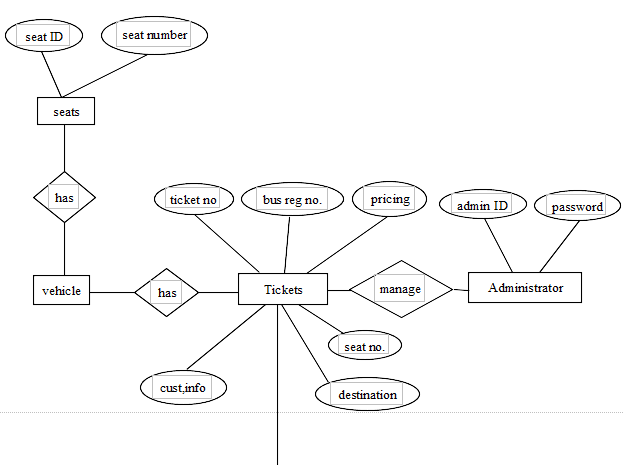 seat ID
seat number
seats
has
ticket no
bus reg no.
pricing
admin ID
password
vehicle
has
Tickets
manage
Administrator
seat no.
cust,info
destination